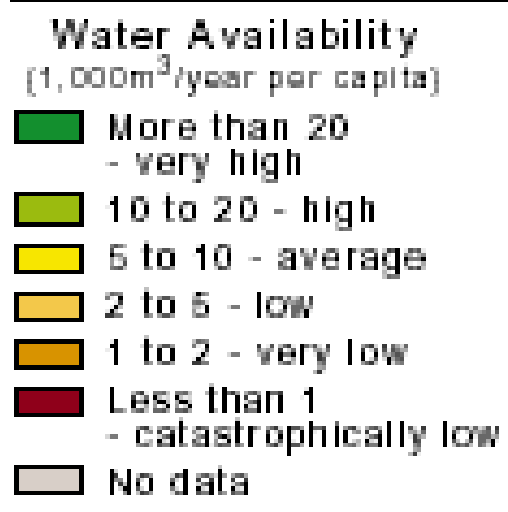 Water Availability
(1,000m³/year per capita)
More than 20
- very high
10 to 20 - high
5 to 10 - average
2 to 5 - low
1 to 2 - very low
Less than 1
- catastrophically low
No data